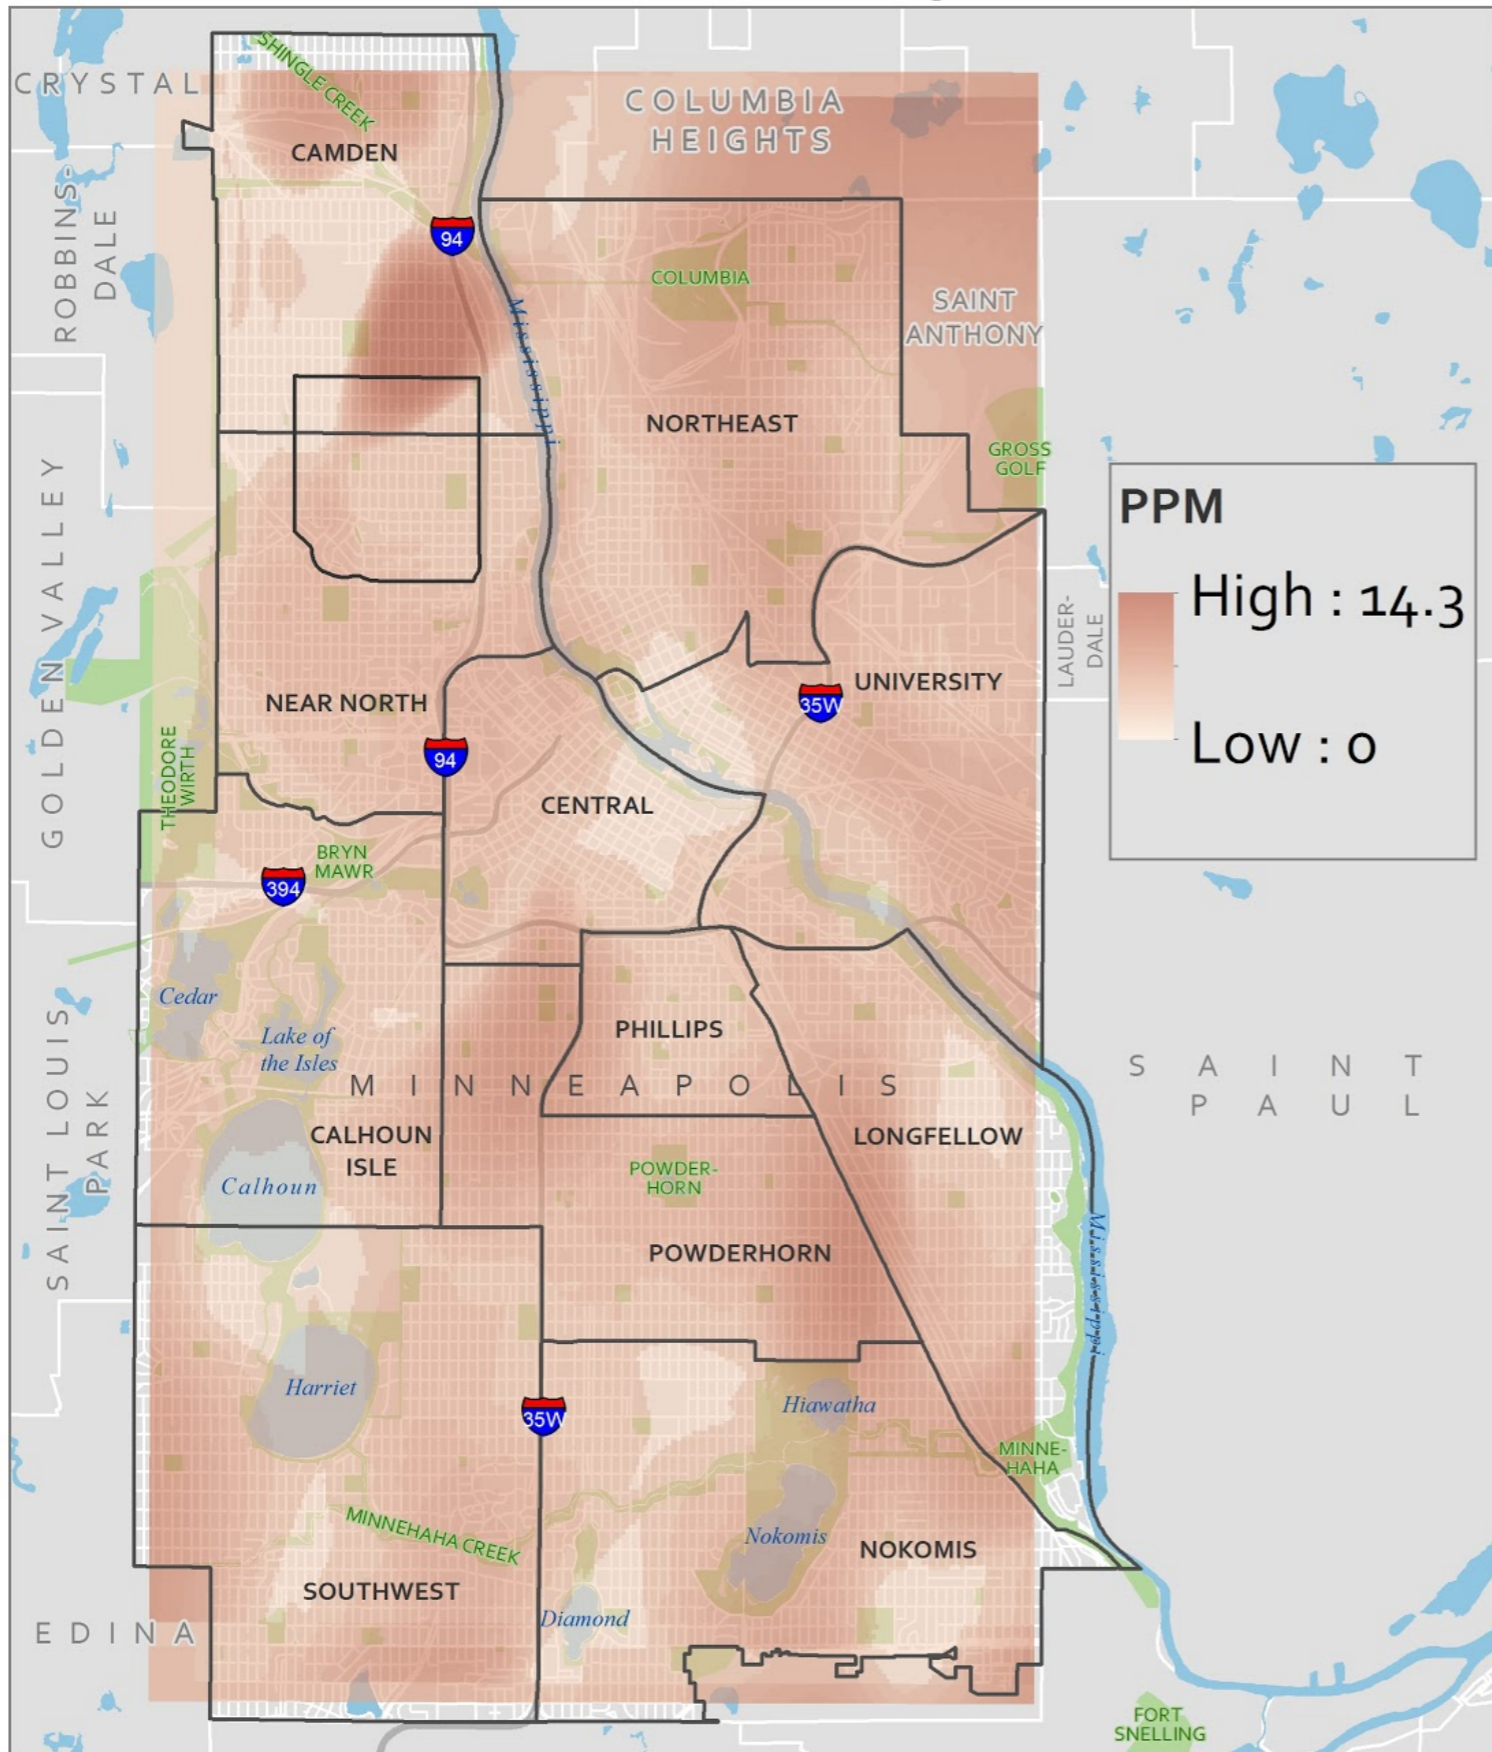 SHINGLE CREEK
CRYSTAL
COLUMBIA
HEIGHTS
CAMDEN
ROBBINS-
DALE
94
COLUMBIA
Mississippi
SAINT
ANTHONY
NORTHEAST
GROSS
GOLF
PPM
High : 14.3
Low : 0
GOLDEN VALLEY
LAUDER-
DALE
UNIVERSITY
35W
NEAR NORTH
94
THEODORE
WIRTH
CENTRAL
BRYN
MAWR
394
Cedar
Lake of
the Isles
PHILLIPS
MINNEAPOLIS
SAINT
PAUL
SAINT LOUIS
PARK
CALHOUN
ISLE
LONGFELLOW
Calhoun
POWDER-
HORN
POWDERHORN
Mississippi
Harriet
Hiawatha
35W
MINNE-
HAHA
MINNEHAHA CREEK
Nokomis
NOKOMIS
SOUTHWEST
Diamond
EDINA
FORT
SNELLING